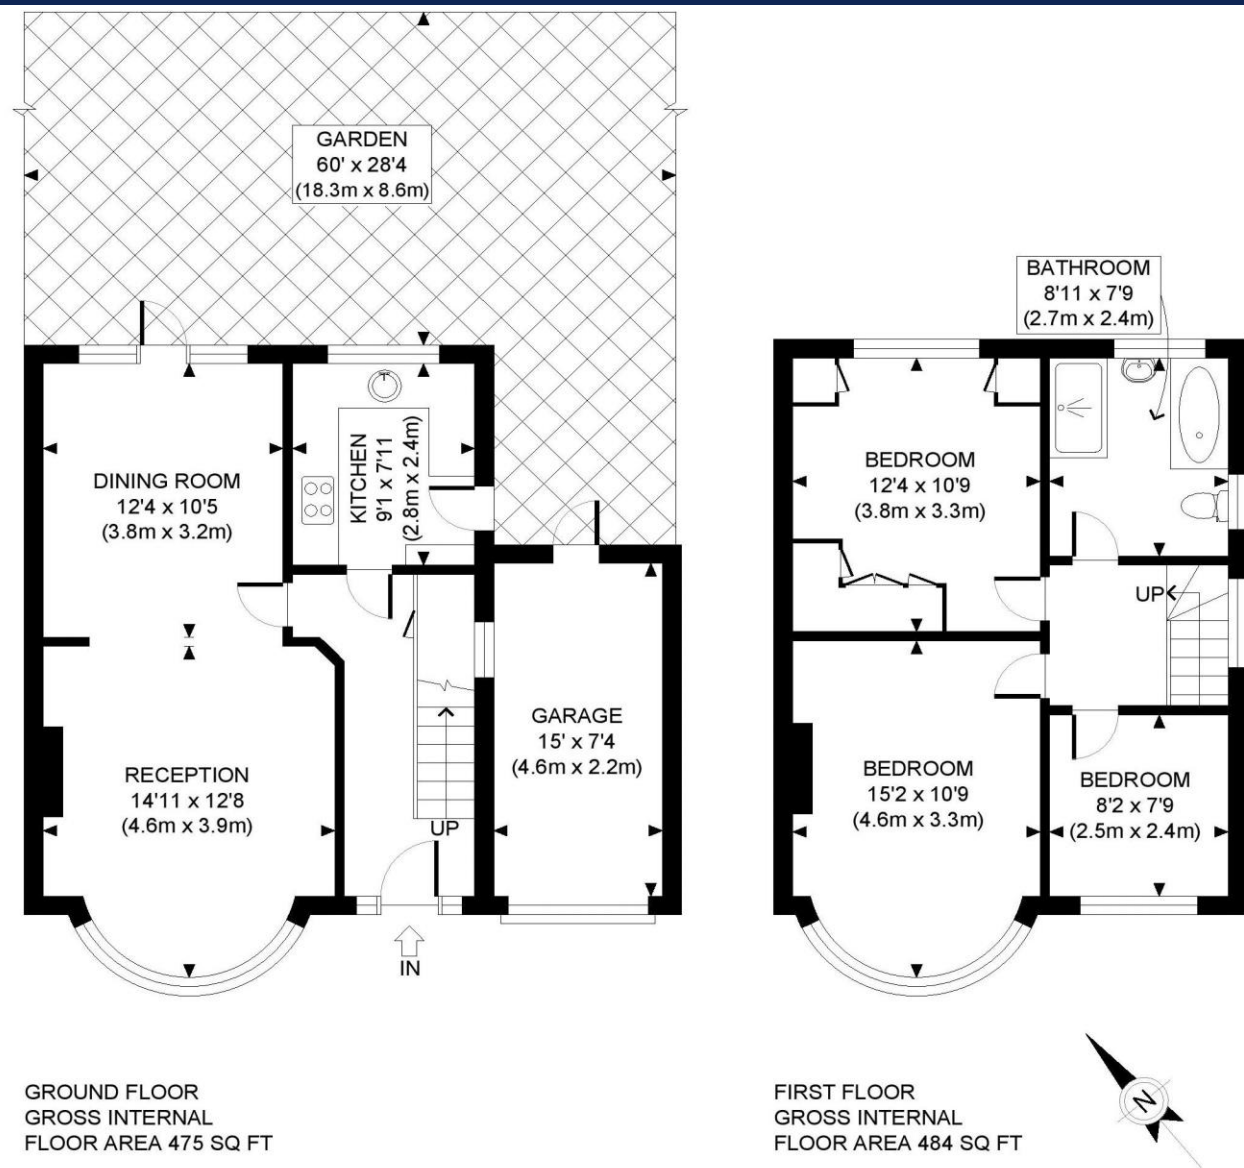 GARDEN
60' x 28'4
(18.3m x 8.6m)
DINING ROOM
12'4 x 10'5
(3.8m x 3.2m)
KITCHEN
9'1 x 7'11
(2.8m x 2.4m)
RECEPTION
14'11 x 12'8
(4.6m x 3.9m)
UP
IN
GARAGE
15' x 7'4
(4.6m x 2.2m)
BATHROOM
8'11 x 7'9
(2.7m x 2.4m)
BEDROOM
12'4 x 10'9
(3.8m x 3.3m)
UP
BEDROOM
15'2 x 10'9
(4.6m x 3.3m)
BEDROOM
8'2 x 7'9
(2.5m x 2.4m)
GROUND FLOOR
GROSS INTERNAL
FLOOR AREA 475 SQ FT
FIRST FLOOR
GROSS INTERNAL
FLOOR AREA 484 SQ FT
N